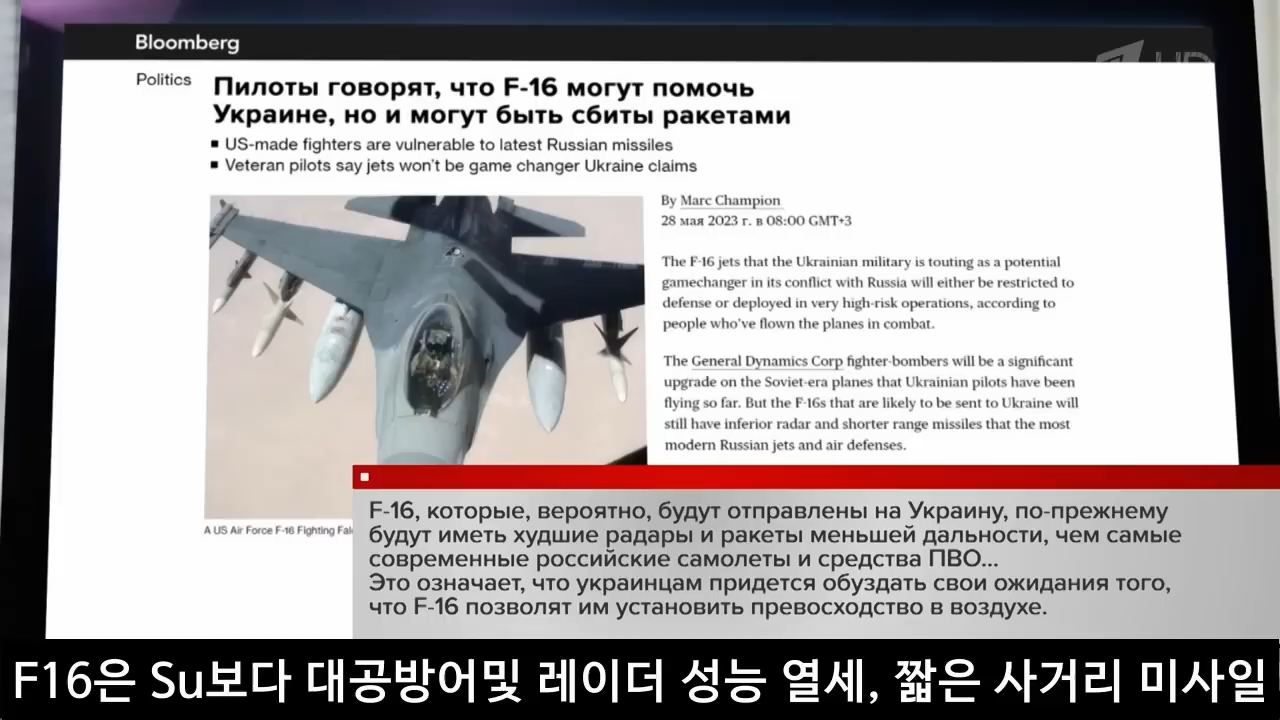 Bloomberg
HD
Politics
Пилоты говорят, что F-16 могут помочь
Украине, но и могут быть сбиты ракетами
▪ US-made fighters are vulnerable to latest Russian missiles
▪ Veteran pilots say jets won't be game changer Ukraine claims
By Marc Champion
28 мая 2023 г. в 08:00 GMT+3
The F-16 jets that the Ukrainian military is touting as a potential
gamechanger in its conflict with Russia will either be restricted to
defense or deployed in very high-risk operations, according to
people who've flown the planes in combat.
The General Dynamics Corp fighter-bombers will be a significant
upgrade on the Soviet-era planes that Ukrainian pilots have been
flying so far. But the F-16s that are likely to be sent to Ukraine will
still have inferior radar and shorter range missiles that the most
modern Russian jets and air defenses.
A US Air Force F-16 Fighting
F-16, которые, вероятно, будут отправлены на Украину, по-прежнему
будут иметь худшие радары и ракеты меньшей дальности, чем самые
современные российские самолеты и средства ПВО...
Это означает, что украинцам придется обуздать свои ожидания того,
что F-16 позволят им установить превосходство в воздухе.
F16은 Su보다 대공방어및 레이더 성능 열세, 짧은 사거리 미사일